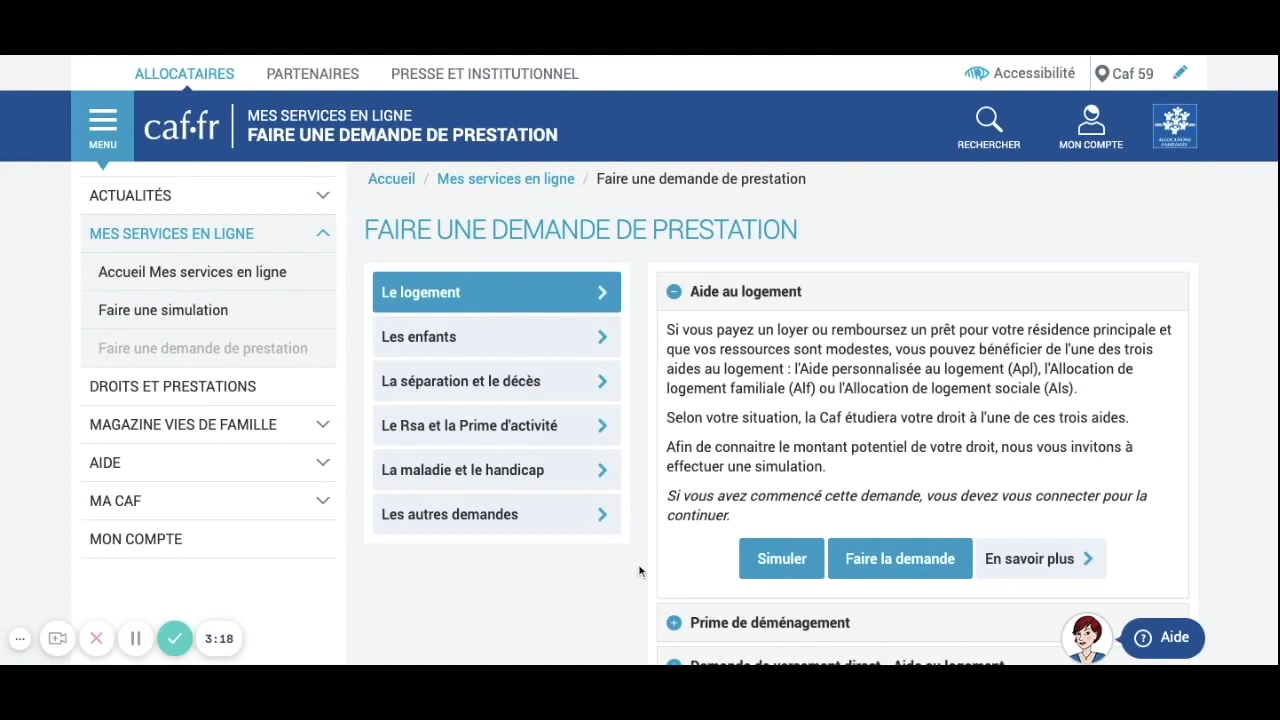 ALLOCATAIRES PARTENAIRES PRESSE ET INSTITUTIONNEL Accessibilité Caf 59
MENU
caf.fr
MES SERVICES EN LIGNE
FAIRE UNE DEMANDE DE PRESTATION
RECHERCHER
MON COMPTE
ALLOCATIONS
FAMILIALES
ACTUALITÉS
MES SERVICES EN LIGNE
Accueil Mes services en ligne
Faire une simulation
Faire une demande de prestation
DROITS ET PRESTATIONS
MAGAZINE VIES DE FAMILLE
AIDE
MA CAF
MON COMPTE
Accueil / Mes services en ligne / Faire une demande de prestation
FAIRE UNE DEMANDE DE PRESTATION
Le logement
Les enfants
La séparation et le décès
Le Rsa et la Prime d'activité
La maladie et le handicap
Les autres demandes
Aide au logement
Si vous payez un loyer ou remboursez un prêt pour votre résidence principale et
que vos ressources sont modestes, vous pouvez bénéficier de l'une des trois
aides au logement : l'Aide personnalisée au logement (Apl), l'Allocation de
logement familiale (Alf) ou l'Allocation de logement sociale (Als).
Selon votre situation, la Caf étudiera votre droit à l'une de ces trois aides.
Afin de connaitre le montant potentiel de votre droit, nous vous invitons à
effectuer une simulation.
Si vous avez commencé cette demande, vous devez vous connecter pour la
continuer.
Simuler
Faire la demande
En savoir plus
Prime de déménagement
Demande de versement direct - Aide au logement
Aide
3:18